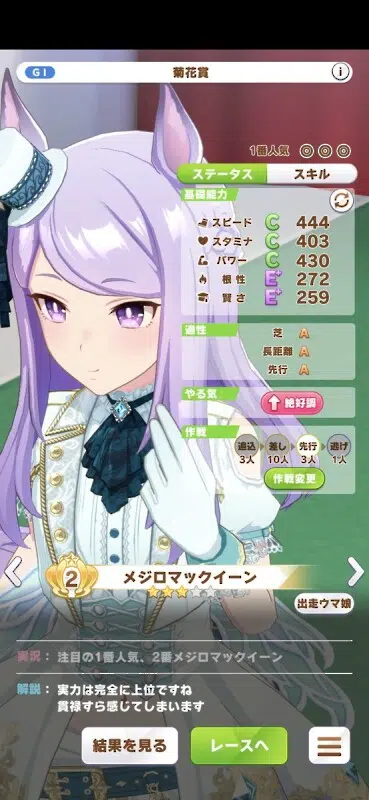 GI 菊花賞 i
1番人気 ◎ ◎ ◎
ステータス スキル
基礎能力
スピード C 444
スタミナ C 403
パワー C 430
根性 E+ 272
賢さ E+ 259
適性
芝 A
長距離 A
先行 A
やる気 絶好調
作戦
追込 差し 先行 逃げ
3人 10人 3人 1人
作戦変更
2 メジロマックイーン
出走ウマ娘
実況: 注目の1番人気、2番メジロマックイーン
解説: 実力は完全に上位ですね
貫禄すら感じてしまいます
結果を見る レースへ